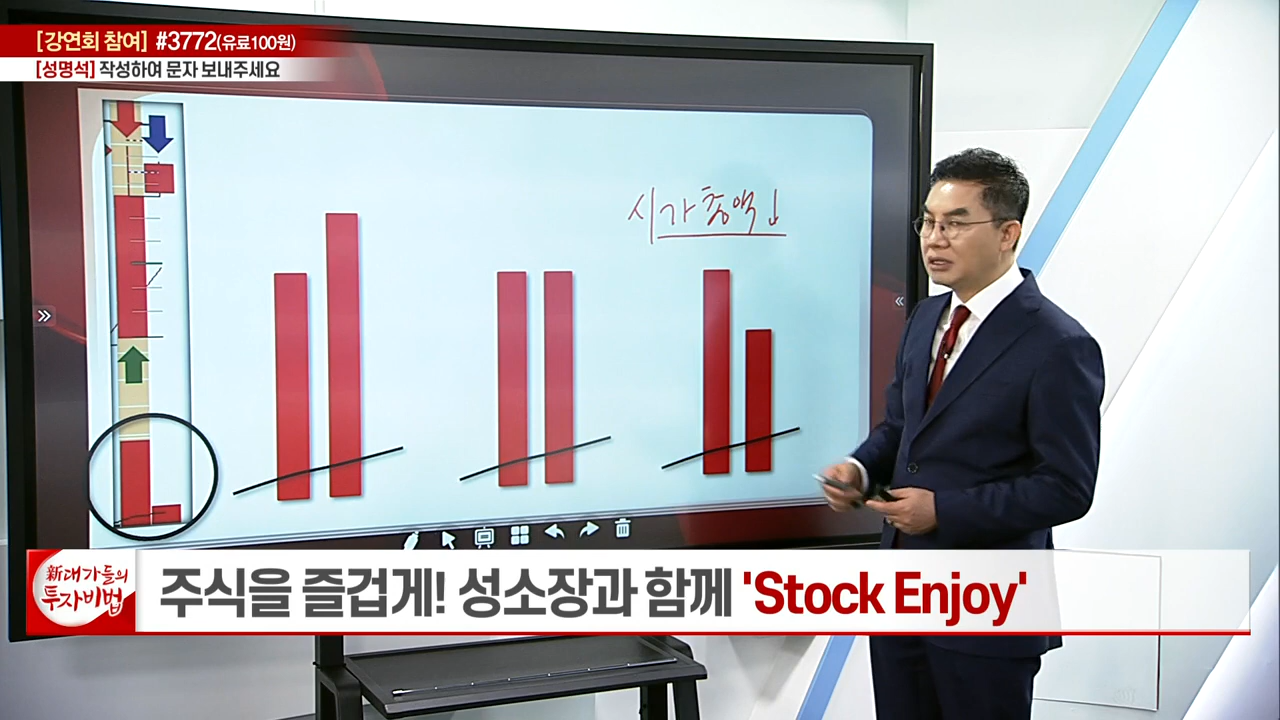 [강연회 참여] #3772(유료100원)
[성명석] 작성하여 문자 보내주세요
시가총액↓
新 대가들의
투자비법
주식을 즐겁게! 성소장과 함께 'Stock Enjoy'